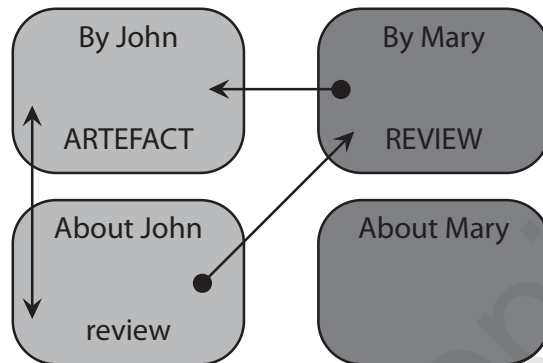 By John
ARTEFACT
By Mary
REVIEW
About John
review
About Mary